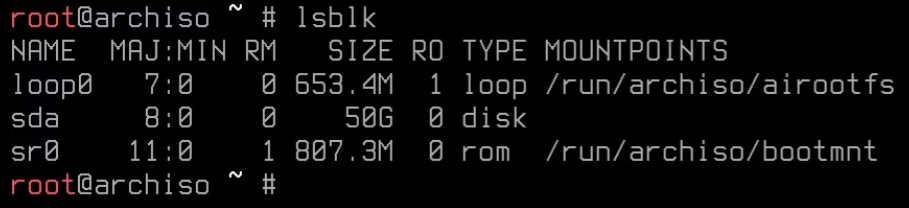 root@archiso ~ # lsblk
NAME  MAJ:MIN RM   SIZE RO TYPE MOUNTPOINTS
loop0   7:0    0 653.4M  1 loop /run/archiso/airootfs
sda     8:0    0    50G  0 disk
sr0    11:0    1 807.3M  0 rom  /run/archiso/bootmnt
root@archiso ~ #